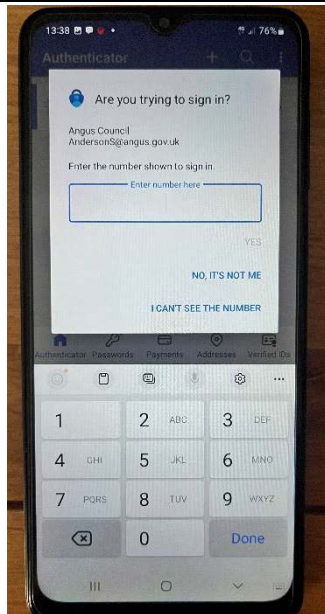 13:38
76%
Authenticator
Are you trying to sign in?
Angus Council
AndersonS@angus.gov.uk
Enter the number shown to sign in.
Enter number here
YES
NO, IT'S NOT ME
I CAN'T SEE THE NUMBER
Authenticator Passwords Payments Addresses Verified IDs
1 2 ABC 3 DEF
4 GHI 5 JKL 6 MNO
7 PQRS 8 TUV 9 WXYZ
0 Done